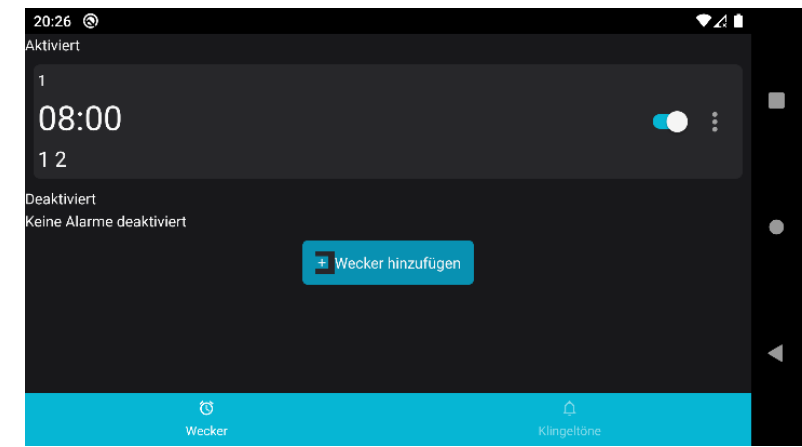 20:26
Aktiviert
1
08:00
1 2
Deaktiviert
Keine Alarme deaktiviert
+ Wecker hinzufügen
Wecker
Klingeltöne